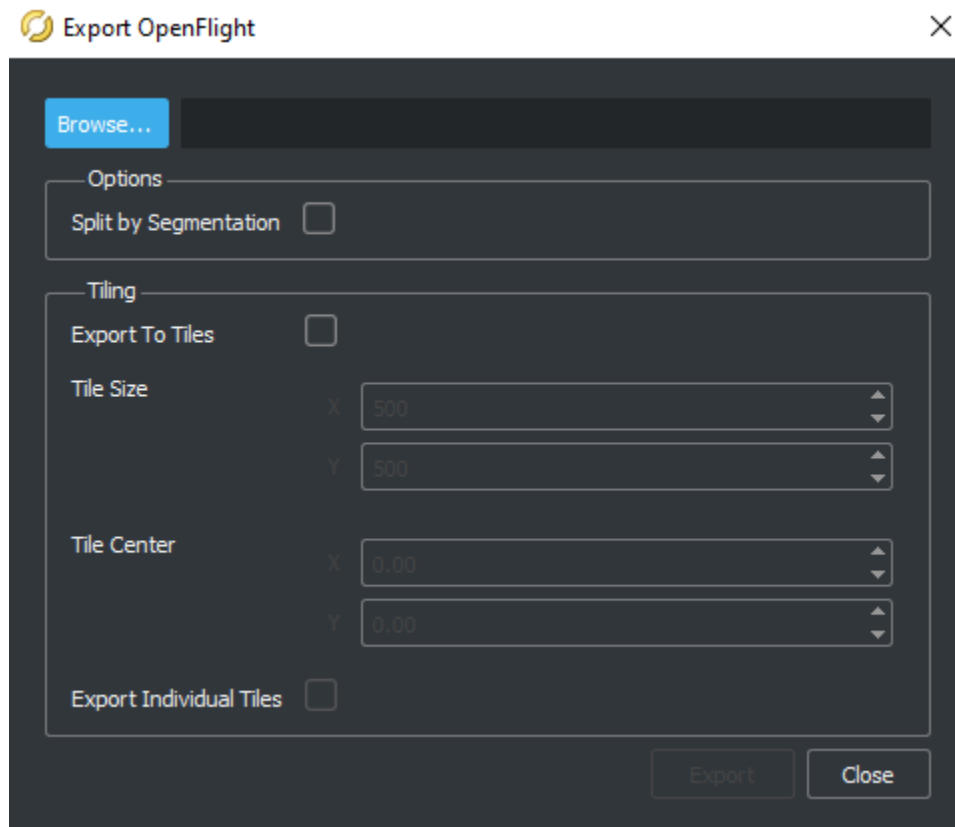 Export OpenFlight
Browse...
Options
Split by Segmentation
Tiling
Export To Tiles
Tile Size
X 500
Y 500
Tile Center
X 0.00
Y 0.00
Export Individual Tiles
Export Close